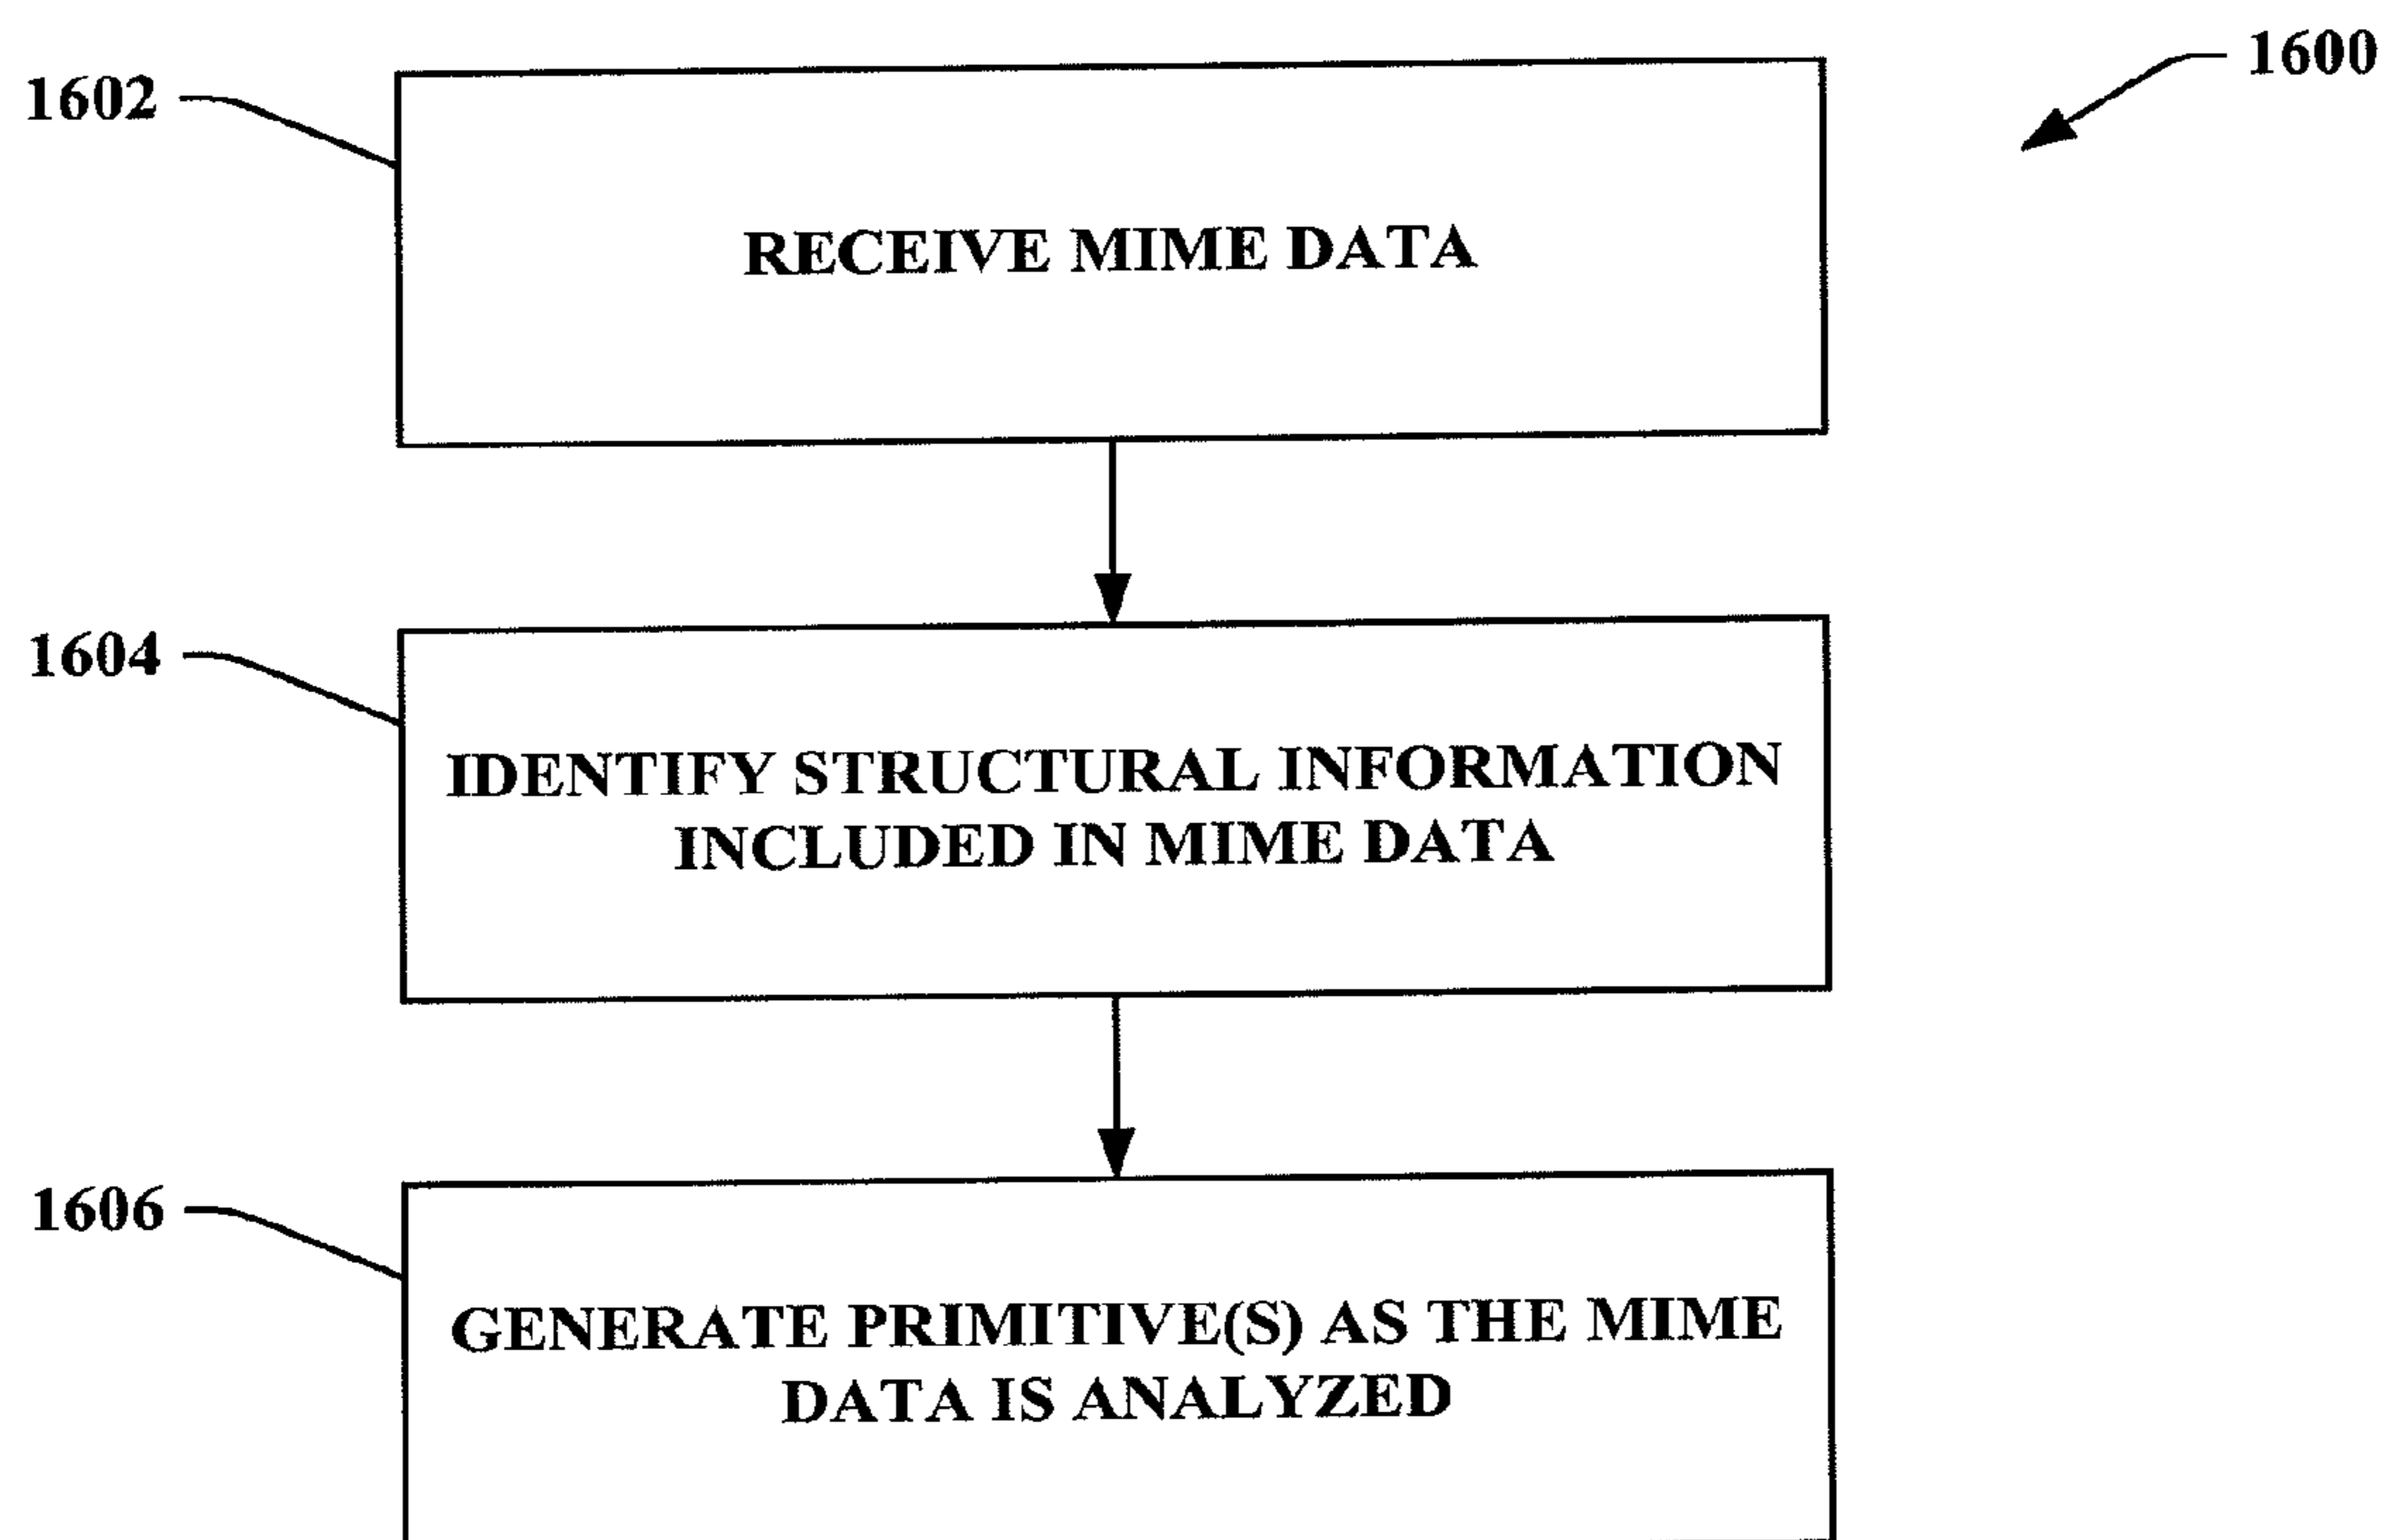 1600
1602
RECEIVE MIME DATA
1604
IDENTIFY STRUCTURAL INFORMATION
INCLUDED IN MIME DATA
1606
GENERATE PRIMITIVE(S) AS THE MIME
DATA IS ANALYZED